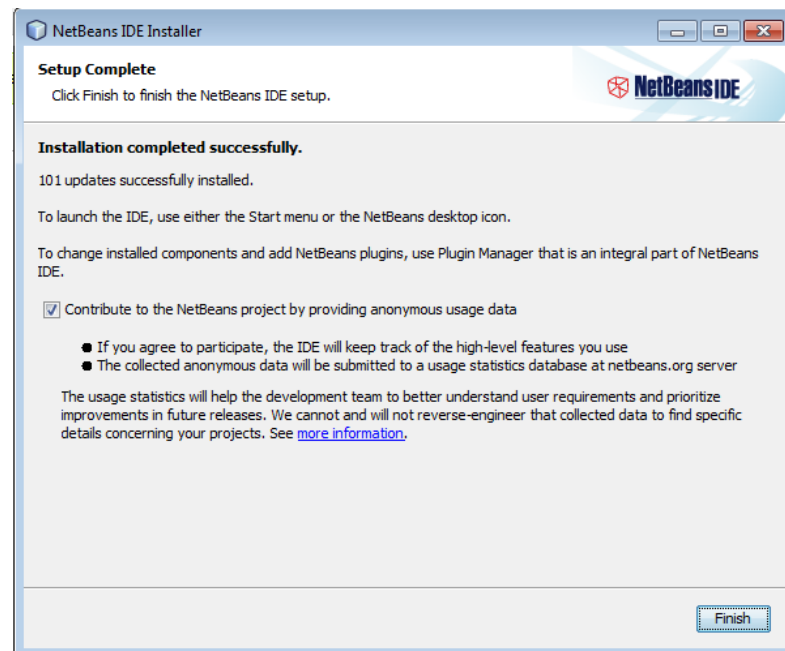 NetBeans IDE Installer
Setup Complete
Click Finish to finish the NetBeans IDE setup.
NetBeans IDE
Installation completed successfully.
101 updates successfully installed.
To launch the IDE, use either the Start menu or the NetBeans desktop icon.
To change installed components and add NetBeans plugins, use Plugin Manager that is an integral part of NetBeans
IDE.
Contribute to the NetBeans project by providing anonymous usage data
If you agree to participate, the IDE will keep track of the high-level features you use
The collected anonymous data will be submitted to a usage statistics database at netbeans.org server
The usage statistics will help the development team to better understand user requirements and prioritize
improvements in future releases. We cannot and will not reverse-engineer that collected data to find specific
details concerning your projects. See more information.
Finish